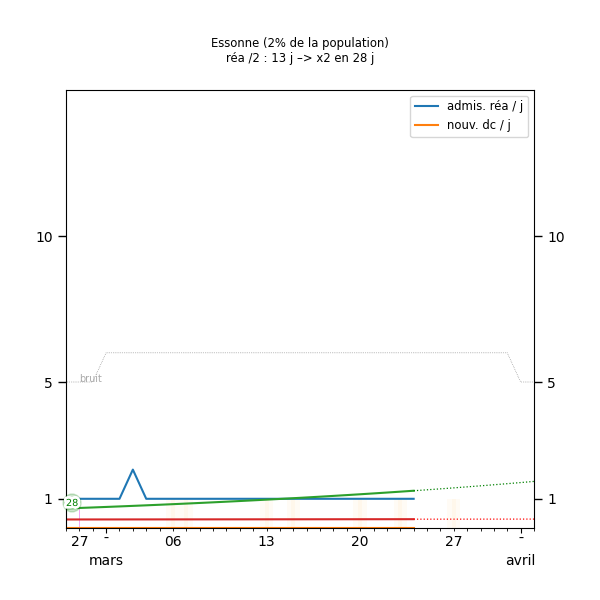 Essonne (2% de la population)
réa /2 : 13 j –> x2 en 28 j
admis. réa / j
nouv. dc / j
10
10
bruit
5
5
28
1
1
27 - 06 13 20 27 -
mars avril